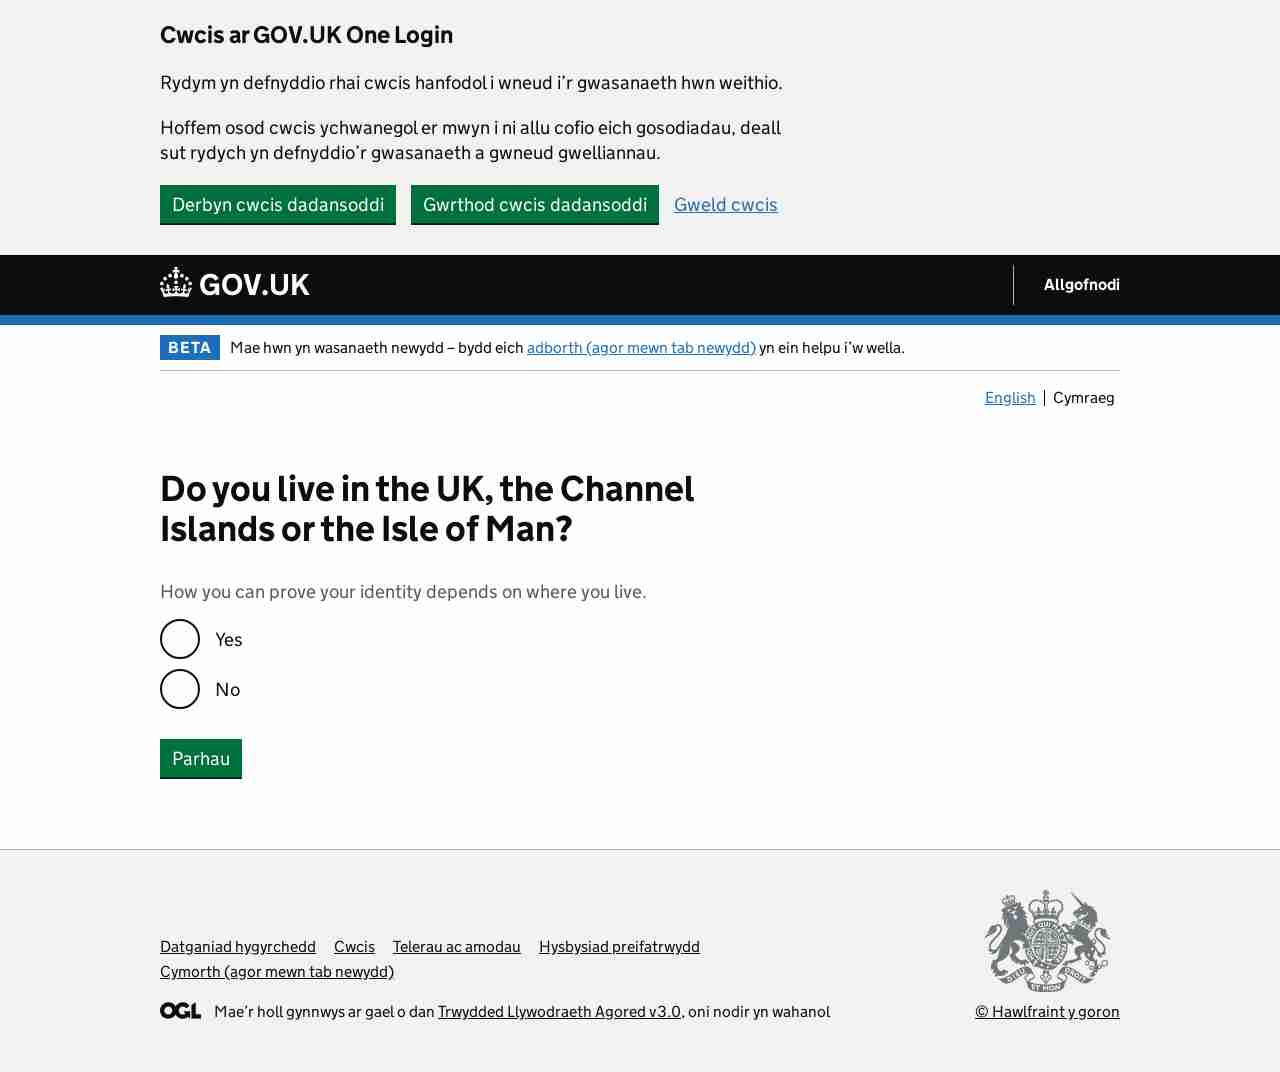 Cwcis ar GOV.UK One Login
Rydym yn defnyddio rhai cwcis hanfodol i wneud i’r gwasanaeth hwn weithio.
Hoffem osod cwcis ychwanegol er mwyn i ni allu cofio eich gosodiadau, deall
sut rydych yn defnyddio’r gwasanaeth a gwneud gwelliannau.
Derbyn cwcis dadansoddi Gwrthod cwcis dadansoddi Gweld cwcis
GOV.UK Allgofnodi
BETA Mae hwn yn wasanaeth newydd – bydd eich adborth (agor mewn tab newydd) yn ein helpu i’w wella.
English Cymraeg
Do you live in the UK, the Channel
Islands or the Isle of Man?
How you can prove your identity depends on where you live.
Yes
No
Parhau
Datganiad hygyrchedd Cwcis Telerau ac amodau Hysbysiad preifatrwydd
Cymorth (agor mewn tab newydd)
OGL Mae’r holl gynnwys ar gael o dan Trwydded Llywodraeth Agored v3.0, oni nodir yn wahanol
DIEU ET MON DROIT
© Hawlfraint y goron